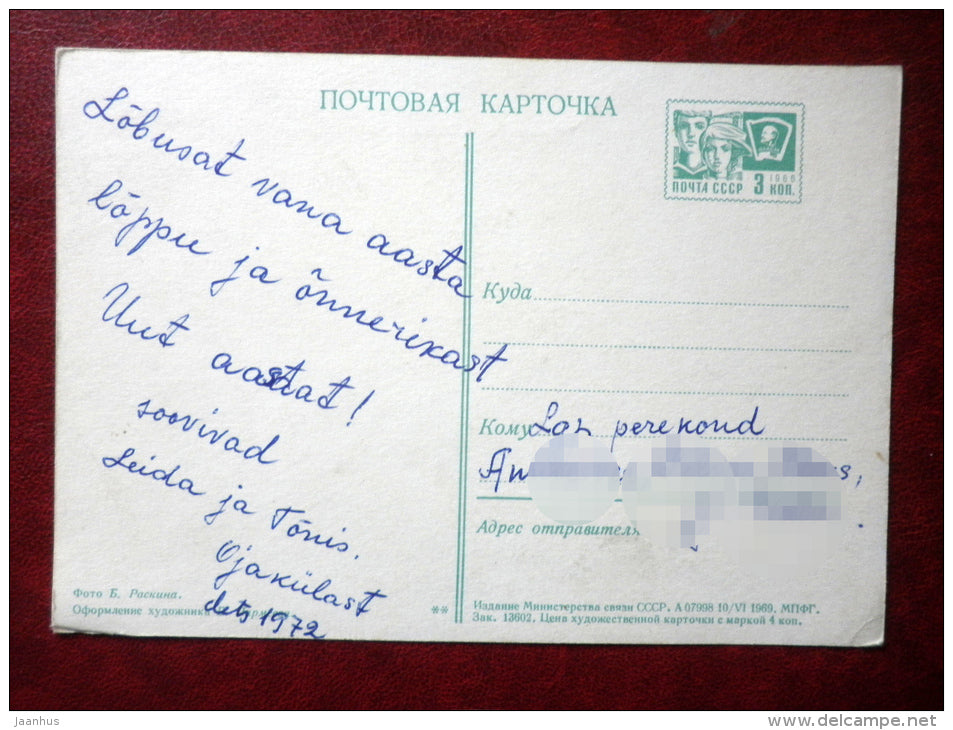 ПОЧТОВАЯ КАРТОЧКА
ПОЧТА СССР 3 КОП.
1966
Lõbusat vana aasta
lõppu ja õnnerikast
Uut aastat!
soovivad
Leida ja Tõnis.
Ojakülast
dets 1972
Куда
Кому
perekond
Адрес отправителя
Фото Б. Раскина.
Оформление художника
**
Издание Министерства связи СССР. А 07998 10/VI 1969. МПФГ.
Зак. 13602. Цена художественной карточки с маркой 4 коп.
jaanhus
www.delcampe.net